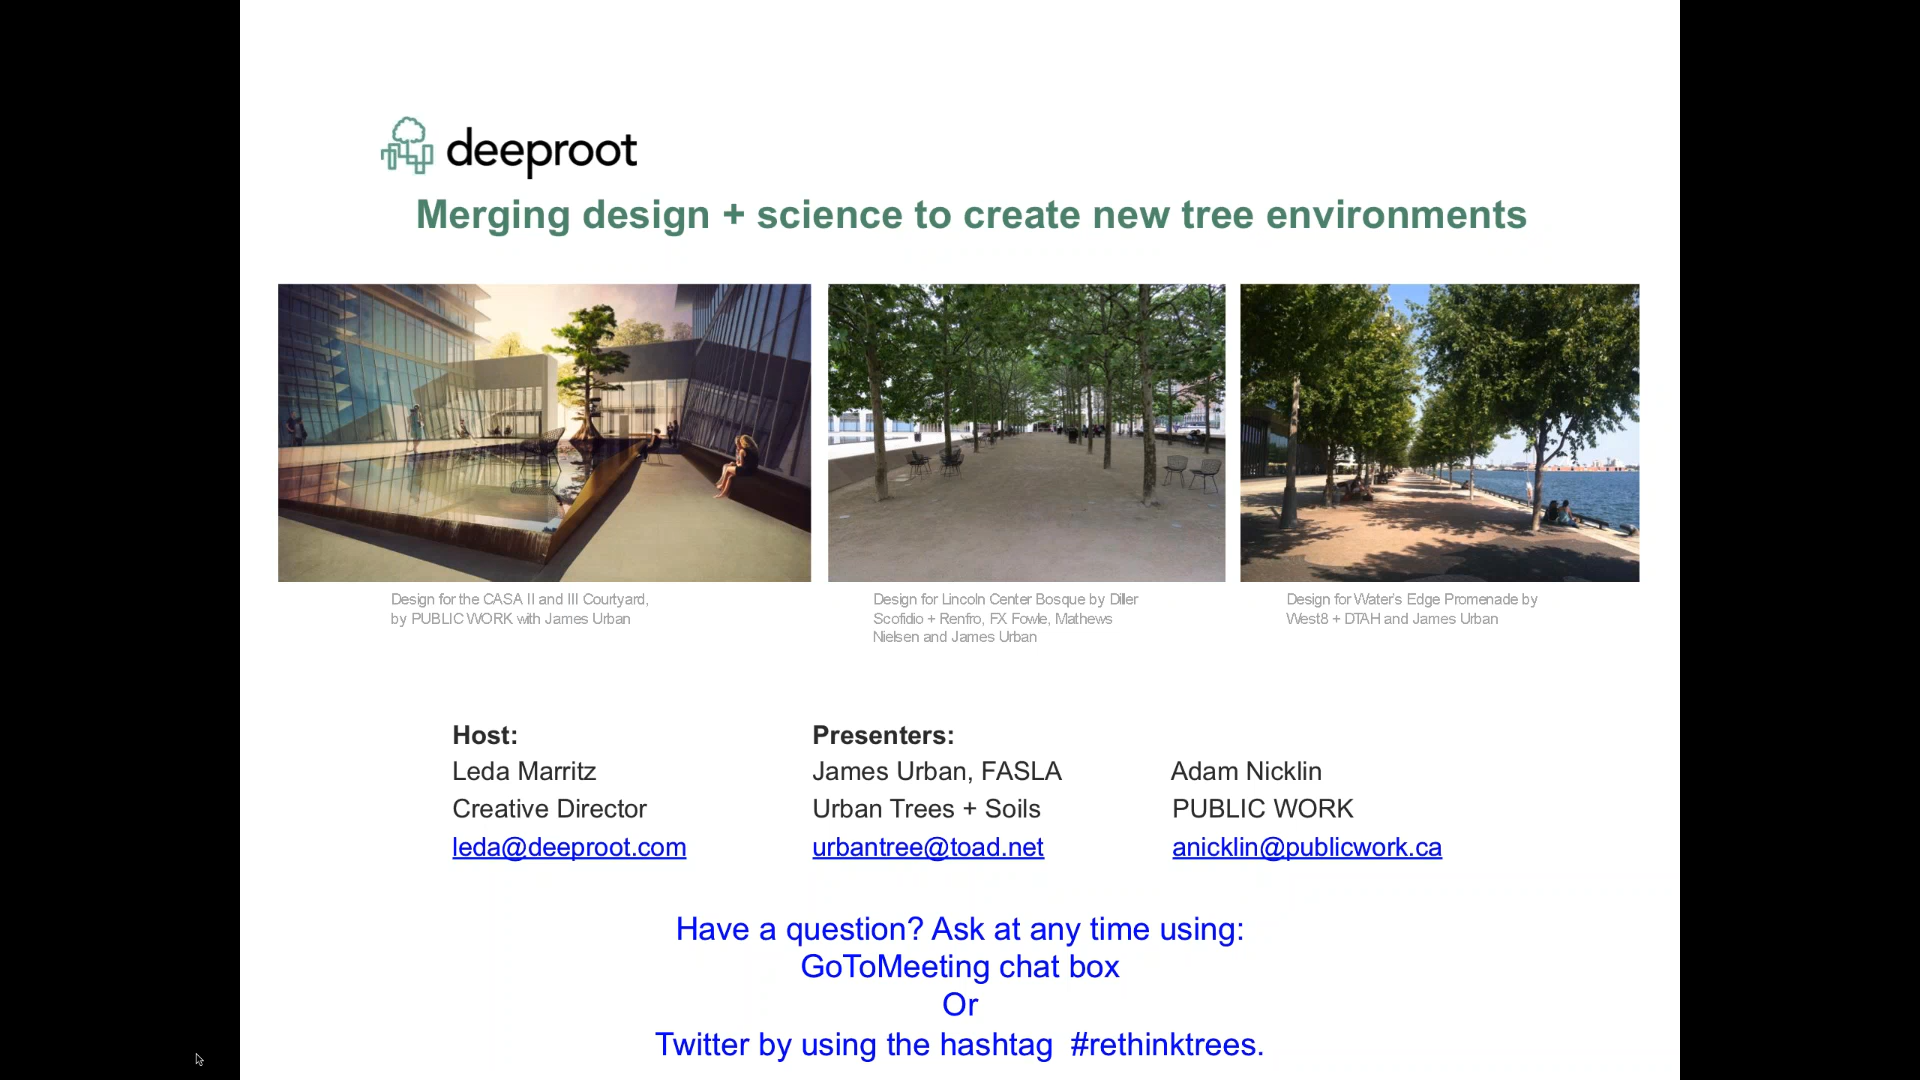 deeproot
Merging design + science to create new tree environments
Design for the CASA II and III Courtyard,
by PUBLIC WORK with James Urban
Design for Lincoln Center Bosque by Diller
Scofidio + Renfro, FX Fowle, Mathews
Nielsen and James Urban
Design for Water's Edge Promenade by
West8 + DTAH and James Urban
Host:
Leda Marritz
Creative Director
leda@deeproot.com
Presenters:
James Urban, FASLA
Urban Trees + Soils
urbantree@toad.net
Adam Nicklin
PUBLIC WORK
anicklin@publicwork.ca
Have a question? Ask at any time using:
GoToMeeting chat box
Or
Twitter by using the hashtag #rethinktrees.